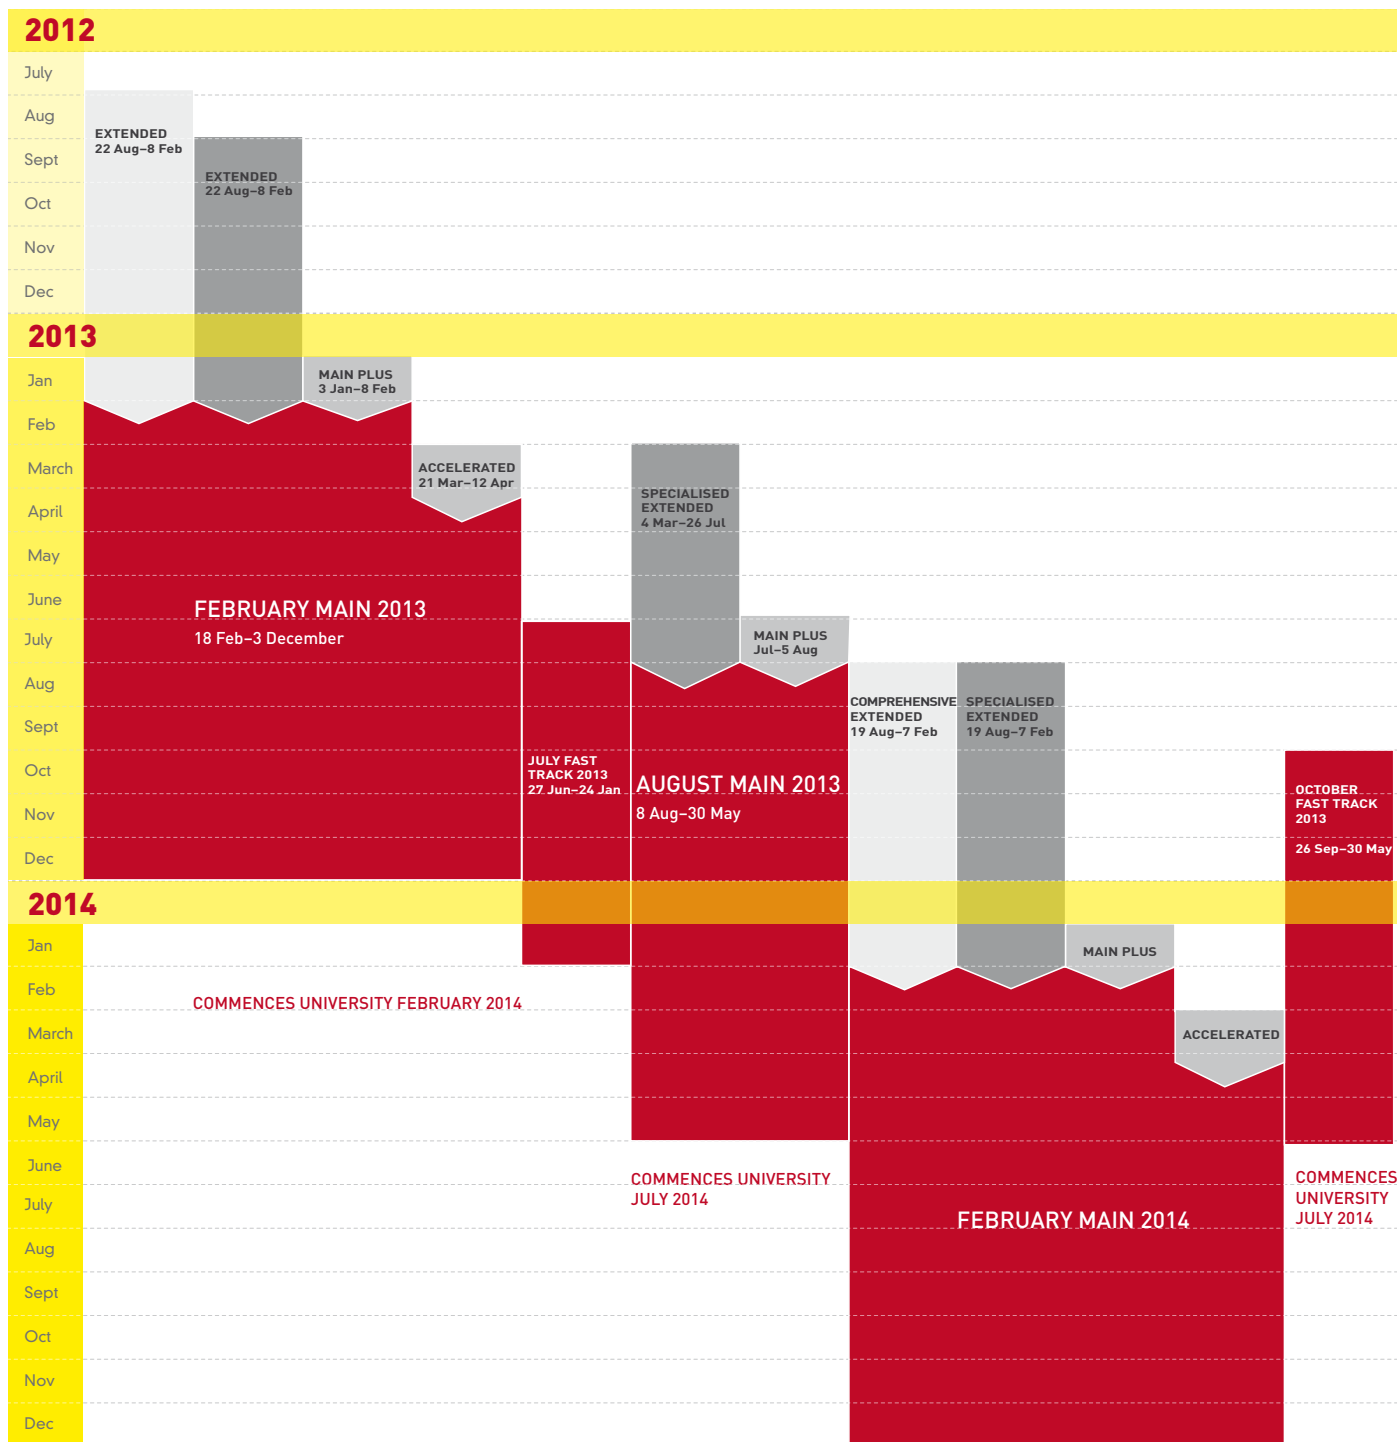 2012
July
Aug
EXTENDED
22 Aug–8 Feb
Sept
EXTENDED
22 Aug–8 Feb
Oct
Nov
Dec
2013
Jan
MAIN PLUS
3 Jan–8 Feb
Feb
March
ACCELERATED
21 Mar–12 Apr
SPECIALISED
EXTENDED
4 Mar–26 Jul
April
May
June
FEBRUARY MAIN 2013
18 Feb–3 December
July
MAIN PLUS
Jul–5 Aug
Aug
COMPREHENSIVE
EXTENDED
19 Aug–7 Feb
SPECIALISED
EXTENDED
19 Aug–7 Feb
Sept
Oct
JULY FAST
TRACK 2013
27 Jun–24 Jan
AUGUST MAIN 2013
8 Aug–30 May
OCTOBER
FAST TRACK
2013
26 Sep–30 May
Nov
Dec
2014
Jan
MAIN PLUS
Feb
COMMENCES UNIVERSITY FEBRUARY 2014
March
ACCELERATED
April
May
June
COMMENCES UNIVERSITY
JULY 2014
COMMENCES
UNIVERSITY
JULY 2014
July
FEBRUARY MAIN 2014
Aug
Sept
Oct
Nov
Dec